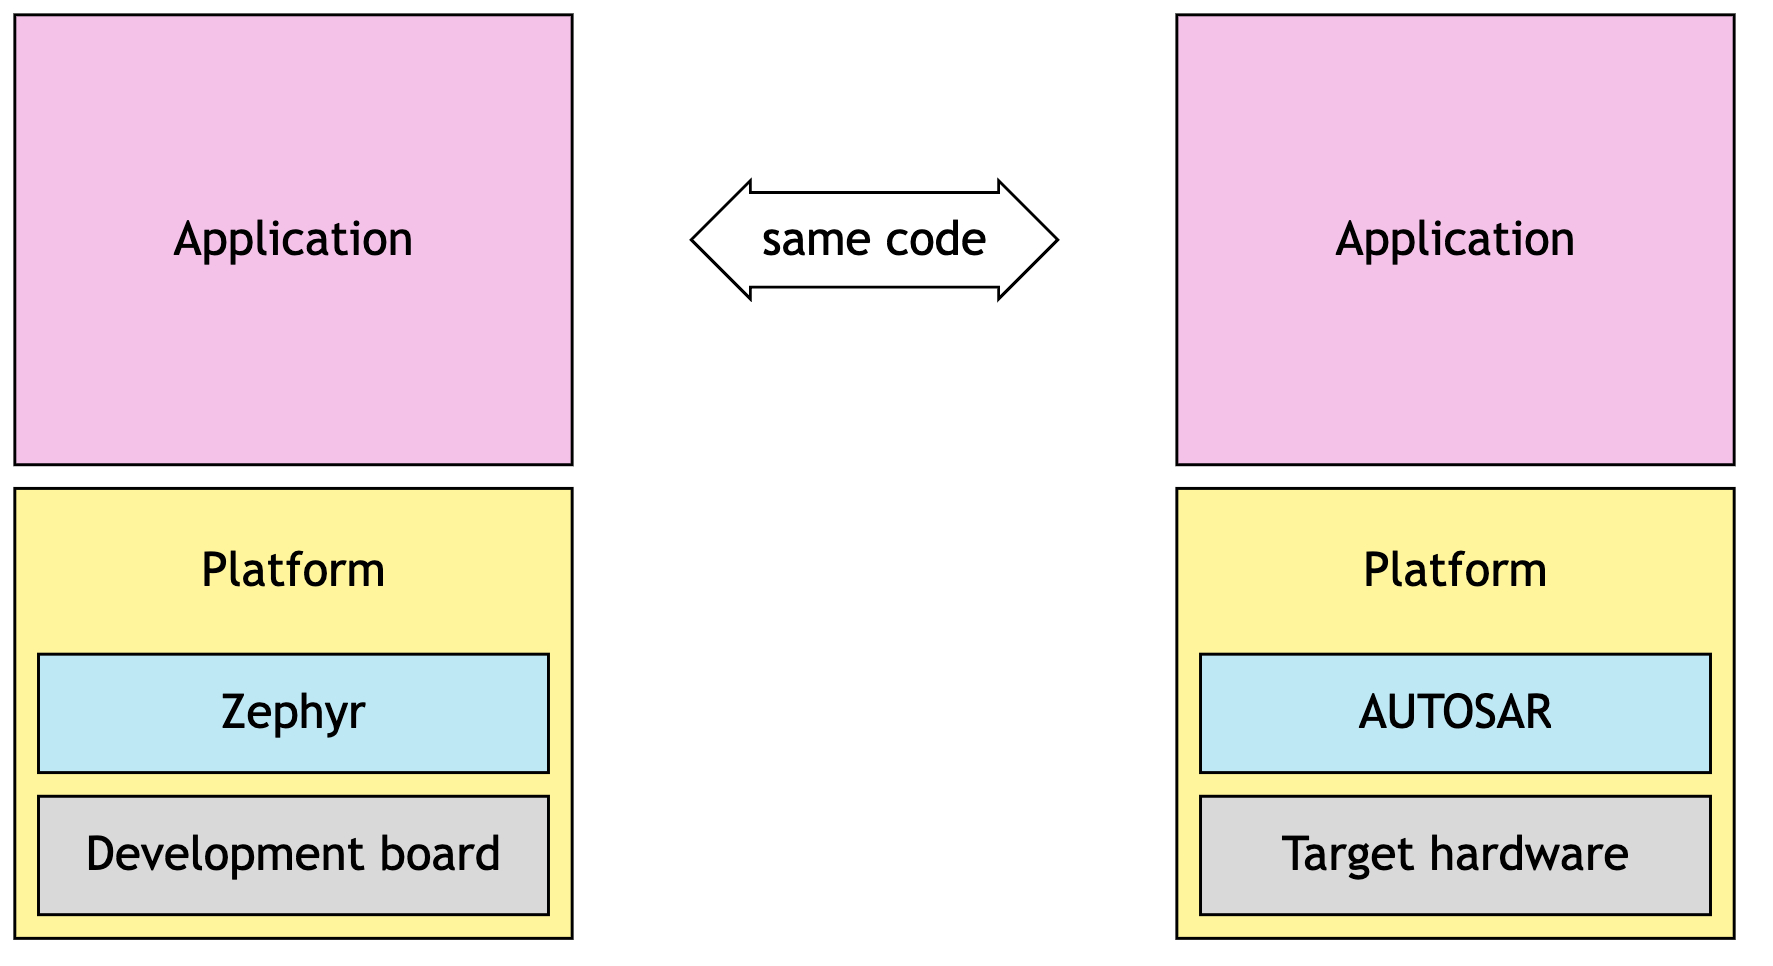 Application
same code
Application
Platform
Platform
Zephyr
AUTOSAR
Development board
Target hardware